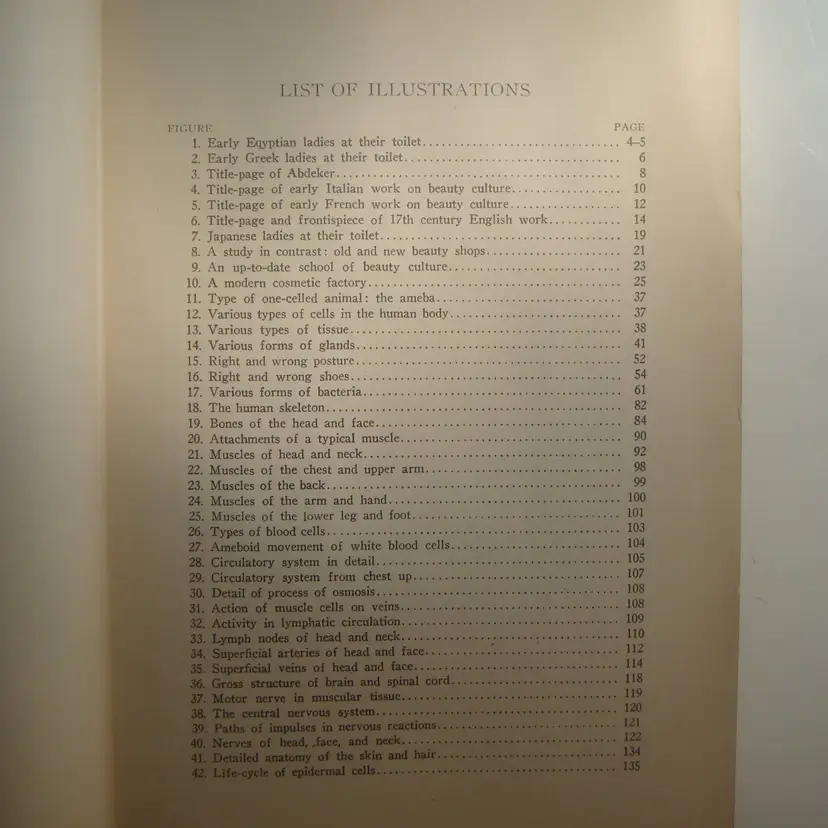 LIST OF ILLUSTRATIONS
FIGURE PAGE
1. Early Egyptian ladies at their toilet................................ 4–5
2. Early Greek ladies at their toilet.................................. 6
3. Title-page of Abdeker............................................ 8
4. Title-page of early Italian work on beauty culture................. 10
5. Title-page of early French work on beauty culture................. 12
6. Title-page and frontispiece of 17th century English work........... 14
7. Japanese ladies at their toilet...................................... 19
8. A study in contrast: old and new beauty shops..................... 21
9. An up-to-date school of beauty culture........................... 23
10. A modern cosmetic factory....................................... 25
11. Type of one-celled animal: the ameba............................. 37
12. Various types of cells in the human body.......................... 37
13. Various types of tissue.......................................... 38
14. Various forms of glands.......................................... 41
15. Right and wrong posture......................................... 52
16. Right and wrong shoes.......................................... 54
17. Various forms of bacteria........................................ 61
18. The human skeleton............................................. 82
19. Bones of the head and face....................................... 84
20. Attachments of a typical muscle................................... 90
21. Muscles of head and neck........................................ 92
22. Muscles of the chest and upper arm............................... 98
23. Muscles of the back............................................. 99
24. Muscles of the arm and hand..................................... 100
25. Muscles of the lower leg and foot................................. 101
26. Types of blood cells............................................. 103
27. Ameboid movement of white blood cells........................... 104
28. Circulatory system in detail...................................... 105
29. Circulatory system from chest up................................. 107
30. Detail of process of osmosis...................................... 108
31. Action of muscle cells on veins................................... 108
32. Activity in lymphatic circulation.................................. 109
33. Lymph nodes of head and neck................................... 110
34. Superficial arteries of head and face............................... 112
35. Superficial veins of head and face................................. 114
36. Gross structure of brain and spinal cord........................... 118
37. Motor nerve in muscular tissue................................... 119
38. The central nervous system...................................... 120
39. Paths of impulses in nervous reactions............................. 121
40. Nerves of head, face, and neck................................... 122
41. Detailed anatomy of the skin and hair............................. 134
42. Life-cycle of epidermal cells...................................... 135